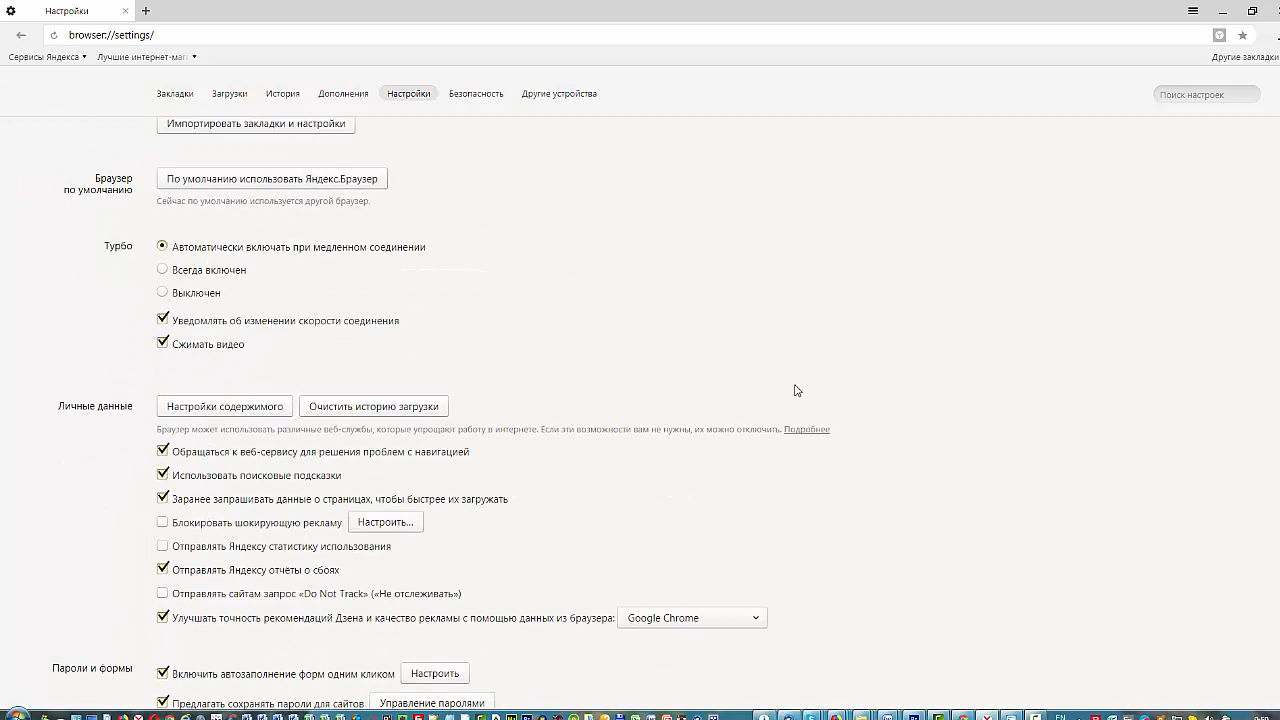 Настройки
browser://settings/
Сервисы Яндекса
Лучшие интернет-маг
Другие закладки
Закладки Загрузки История Дополнения Настройки Безопасность Другие устройства
Поиск настроек
Импортировать закладки и настройки
Браузер по умолчанию
По умолчанию использовать Яндекс.Браузер
Сейчас по умолчанию используется другой браузер.
Турбо
Автоматически включать при медленном соединении
Всегда включен
Выключен
Уведомлять об изменении скорости соединения
Сжимать видео
Личные данные
Настройки содержимого Очистить историю загрузки
Браузер может использовать различные веб-службы, которые упрощают работу в интернете. Если эти возможности вам не нужны, их можно отключить. Подробнее
Обращаться к веб-сервису для решения проблем с навигацией
Использовать поисковые подсказки
Заранее запрашивать данные о страницах, чтобы быстрее их загружать
Блокировать шокирующую рекламу Настроить...
Отправлять Яндексу статистику использования
Отправлять Яндексу отчёты о сбоях
Отправлять сайтам запрос «Do Not Track» («Не отслеживать»)
Улучшать точность рекомендаций Дзена и качество рекламы с помощью данных из браузера: Google Chrome
Пароли и формы
Включить автозаполнение форм одним кликом Настроить
Предлагать сохранять пароли для сайтов Управление паролями
EN